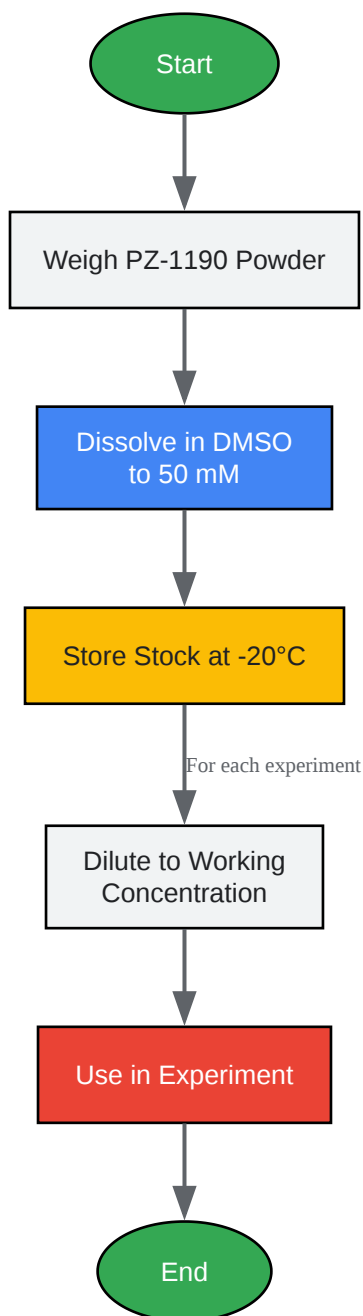 Start
Weigh PZ-1190 Powder
Dissolve in DMSO
to 50 mM
Store Stock at -20°C
For each experiment
Dilute to Working
Concentration
Use in Experiment
End